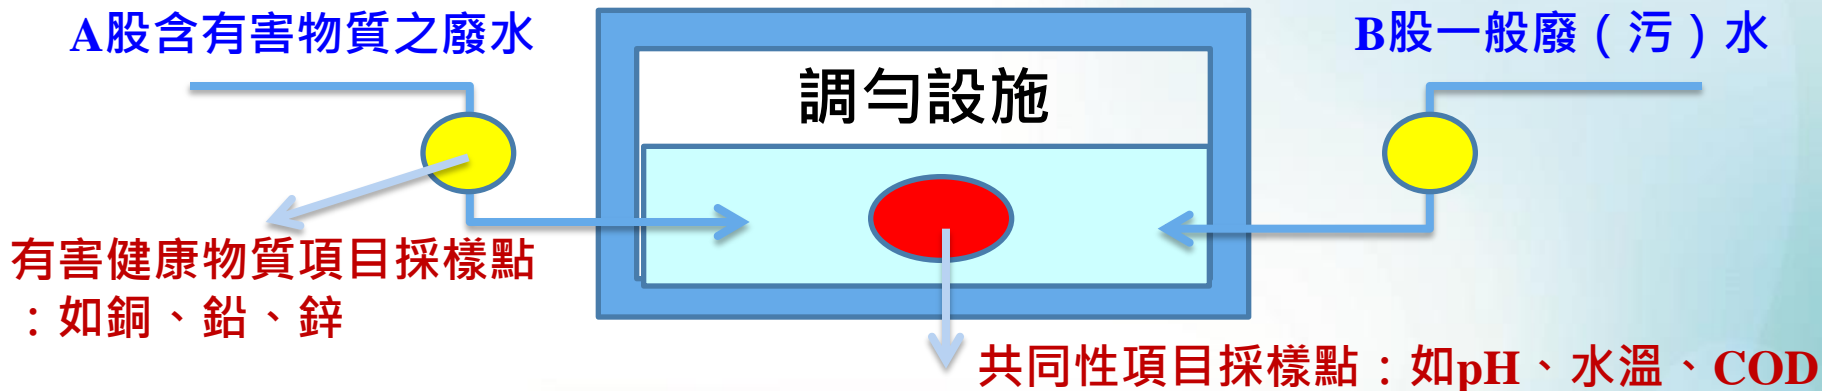 A股含有害物質之廢水
B股一般廢（污）水
調勻設施
有害健康物質項目採樣點
：如銅、鉛、鋅
共同性項目採樣點：如pH、水溫、COD